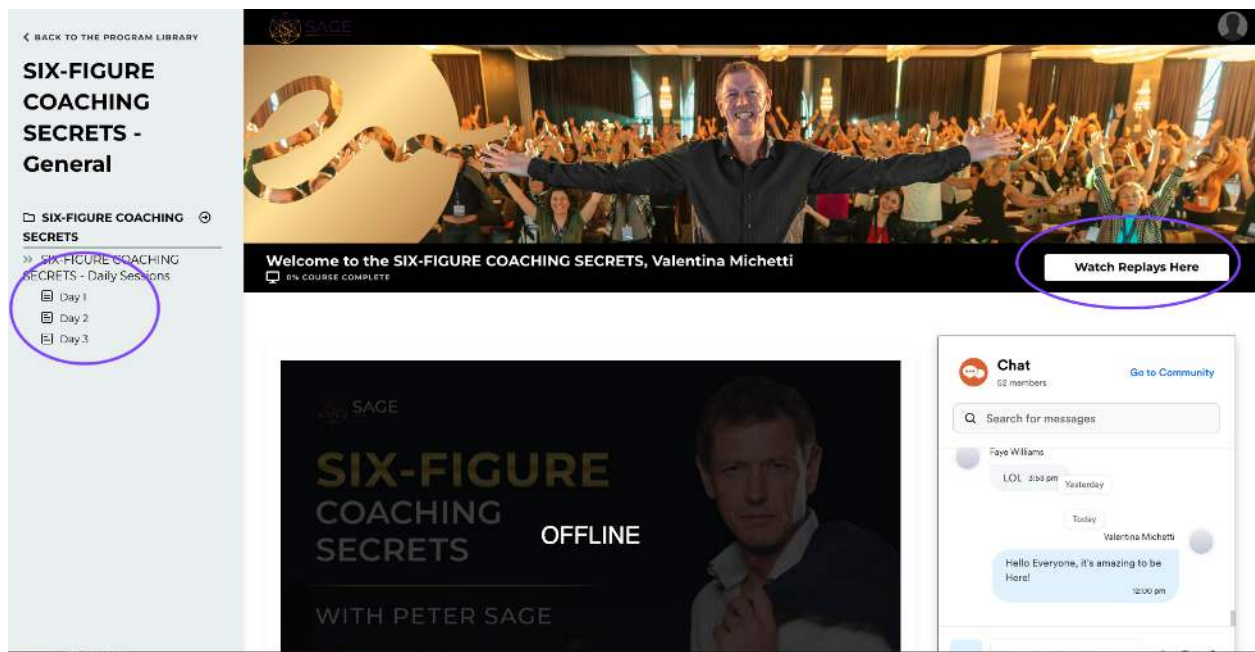 BACK TO THE PROGRAM LIBRARY
SIX-FIGURE
COACHING
SECRETS -
General
SIX-FIGURE COACHING
SECRETS
SIX-FIGURE COACHING
SECRETS - Daily Sessions
Day 1
Day 2
Day 3
SAGE
Welcome to the SIX-FIGURE COACHING SECRETS, Valentina Michetti
0% COURSE COMPLETE
Watch Replays Here
SAGE
SIX-FIGURE
COACHING
SECRETS
OFFLINE
WITH PETER SAGE
Chat
52 members
Go to Community
Search for messages
Faye Williams
LOL 3:53 pm
Yesterday
Today
Valentina Michetti
Hello Everyone, it's amazing to be
Here!
12:00 pm